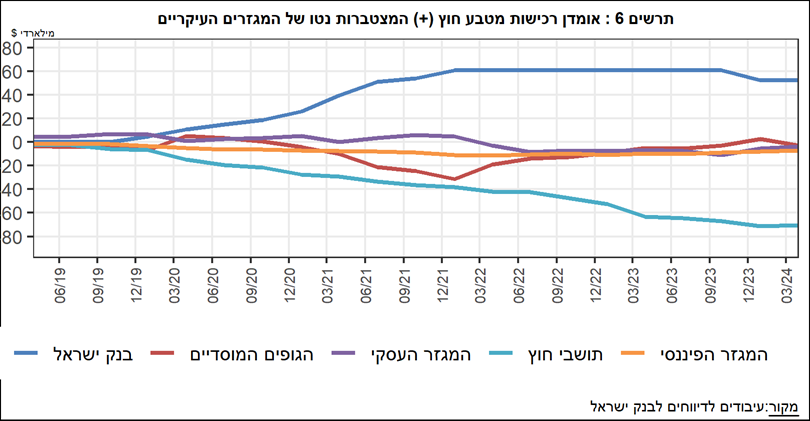 תרשים 6 : אומדן רכישות מטבע חוץ (+) המצטברות נטו של המגזרים העיקריים
מילארדי $
80
60
40
20
0
20
40
60
80
06/19 09/19 12/19 03/20 06/20 09/20 12/20 03/21 06/21 09/21 12/21 03/22 06/22 09/22 12/22 03/23 06/23 09/23 12/23 03/24
בנק ישראל הגופים המוסדיים המגזר העסקי תושבי חוץ המגזר הפיננסי
מקור:עיבודים לדיווחים לבנק ישראל